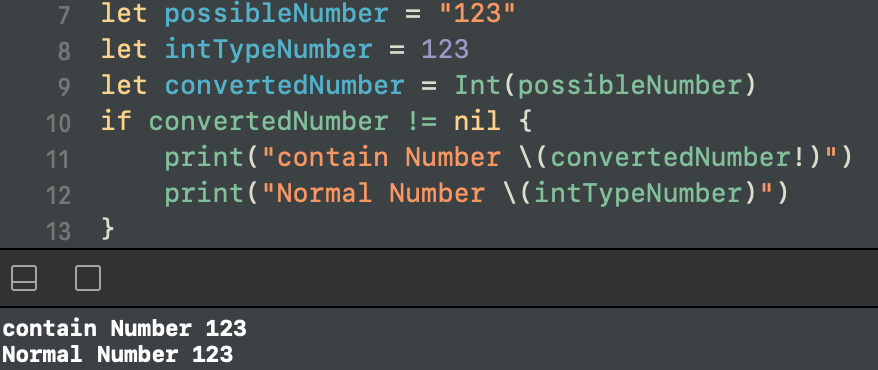 7 let possibleNumber = "123"
8 let intTypeNumber = 123
9 let convertedNumber = Int(possibleNumber)
10 if convertedNumber != nil {
11     print("contain Number \(convertedNumber!)")
12     print("Normal Number \(intTypeNumber)")
13 }
contain Number 123
Normal Number 123